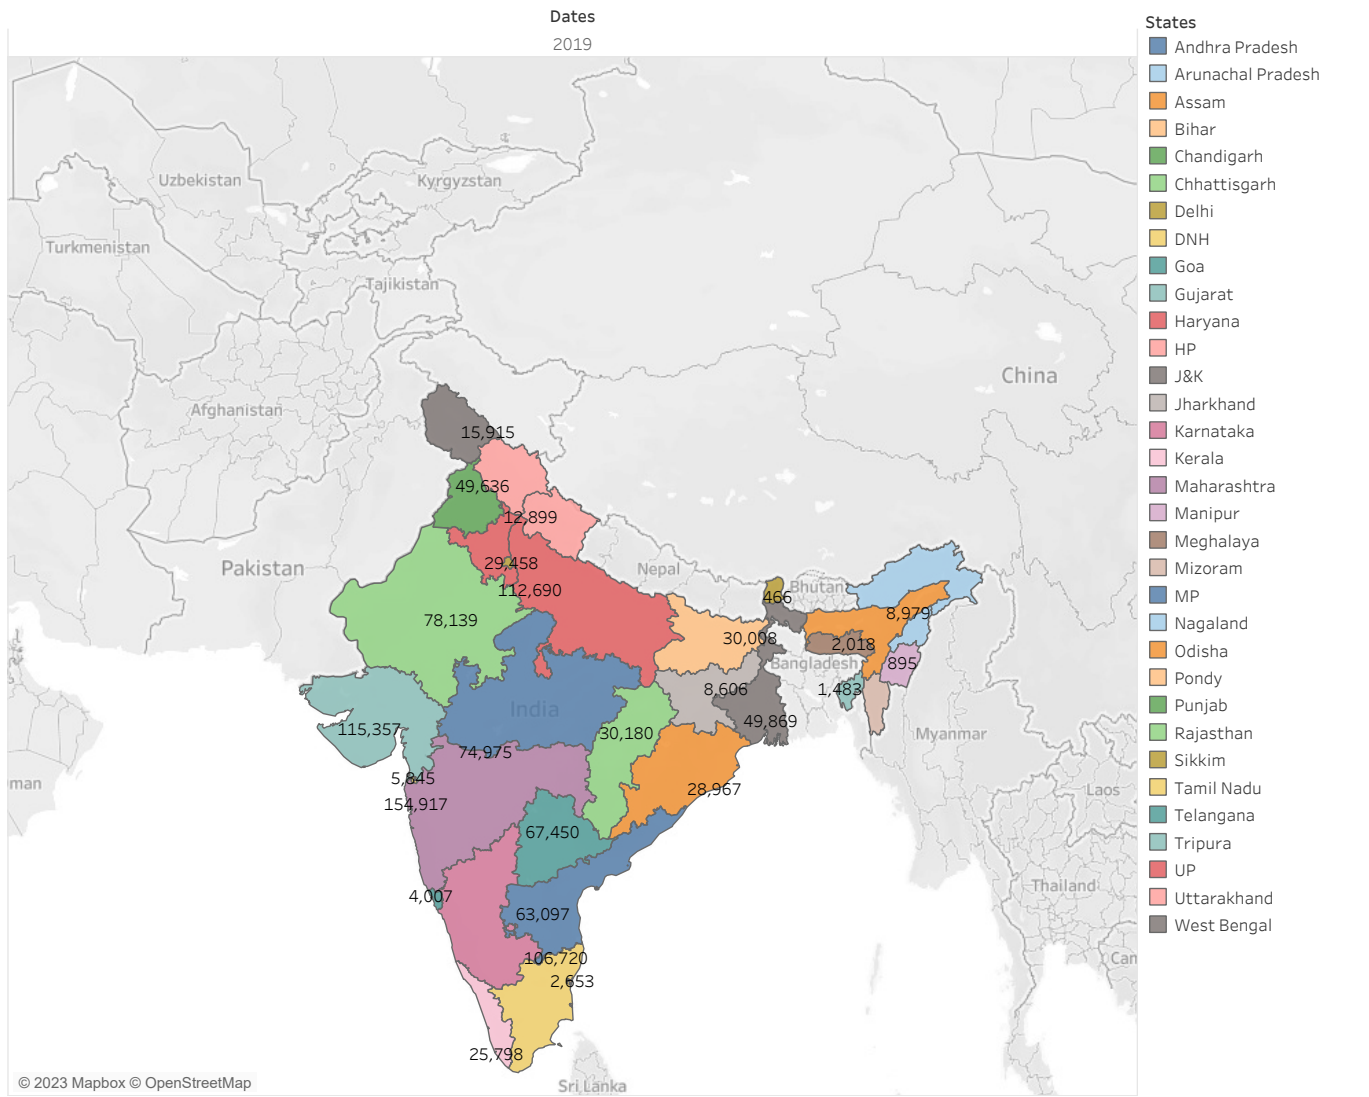 Dates
2019
Uzbekistan
Kyrgyzstan
Turkmenistan
Tajikistan
China
Afghanistan
15,915
49,636
12,899
Pakistan
29,458
Nepal
112,690
Bhutan
466
78,139
8,979
30,008
2,018
Bangladesh
895
8,606
1,483
India
115,357
49,869
30,180
Myanmar
74,975
5,845
man
28,967
Laos
154,917
67,450
Thailand
4,007
63,097
106,720
Can
2,653
25,798
Sri Lanka
© 2023 Mapbox © OpenStreetMap
States
Andhra Pradesh
Arunachal Pradesh
Assam
Bihar
Chandigarh
Chhattisgarh
Delhi
DNH
Goa
Gujarat
Haryana
HP
J&K
Jharkhand
Karnataka
Kerala
Maharashtra
Manipur
Meghalaya
Mizoram
MP
Nagaland
Odisha
Pondy
Punjab
Rajasthan
Sikkim
Tamil Nadu
Telangana
Tripura
UP
Uttarakhand
West Bengal